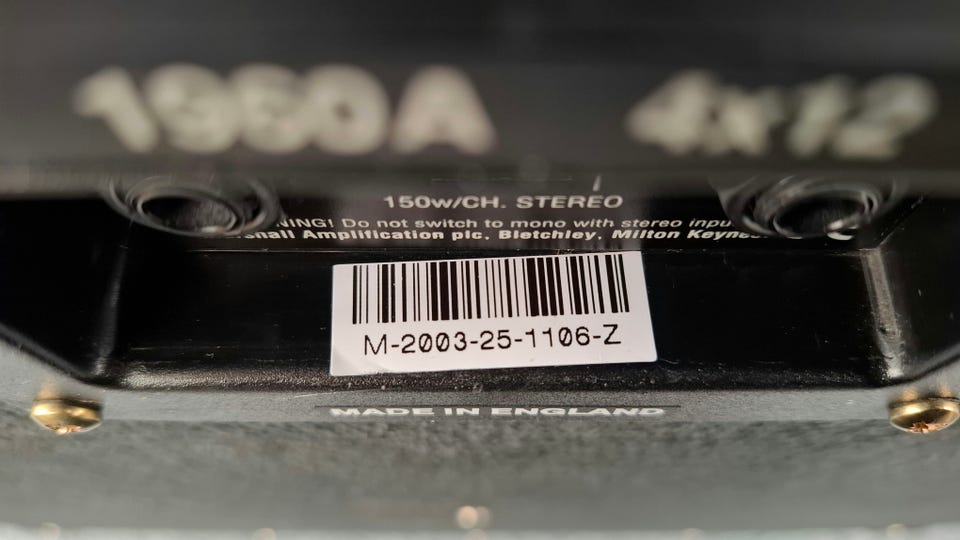 1960A 4x12
150w/CH. STEREO
Do not switch to mono with stereo
Amplification plc, Bletchley, Milton
M-2003-25-1106-Z
MADE IN ENGLAND